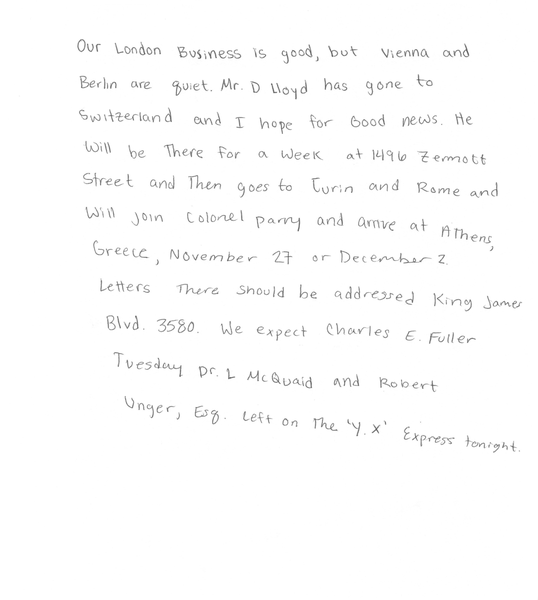 Our London Business is good, but Vienna and
Berlin are quiet. Mr. D Lloyd has gone to
Switzerland and I hope for Good news. He
Will be There for a Week at 1496 Zermott
Street and Then goes to Turin and Rome and
Will join Colonel parry and arrive at Athens,
Greece, November 27 or December 2.
Letters There should be addressed King James
Blvd. 3580. We expect Charles E. Fuller
Tuesday Dr. L McQuaid and Robert
Unger, Esq. Left on The 'Y. X' Express tonight.